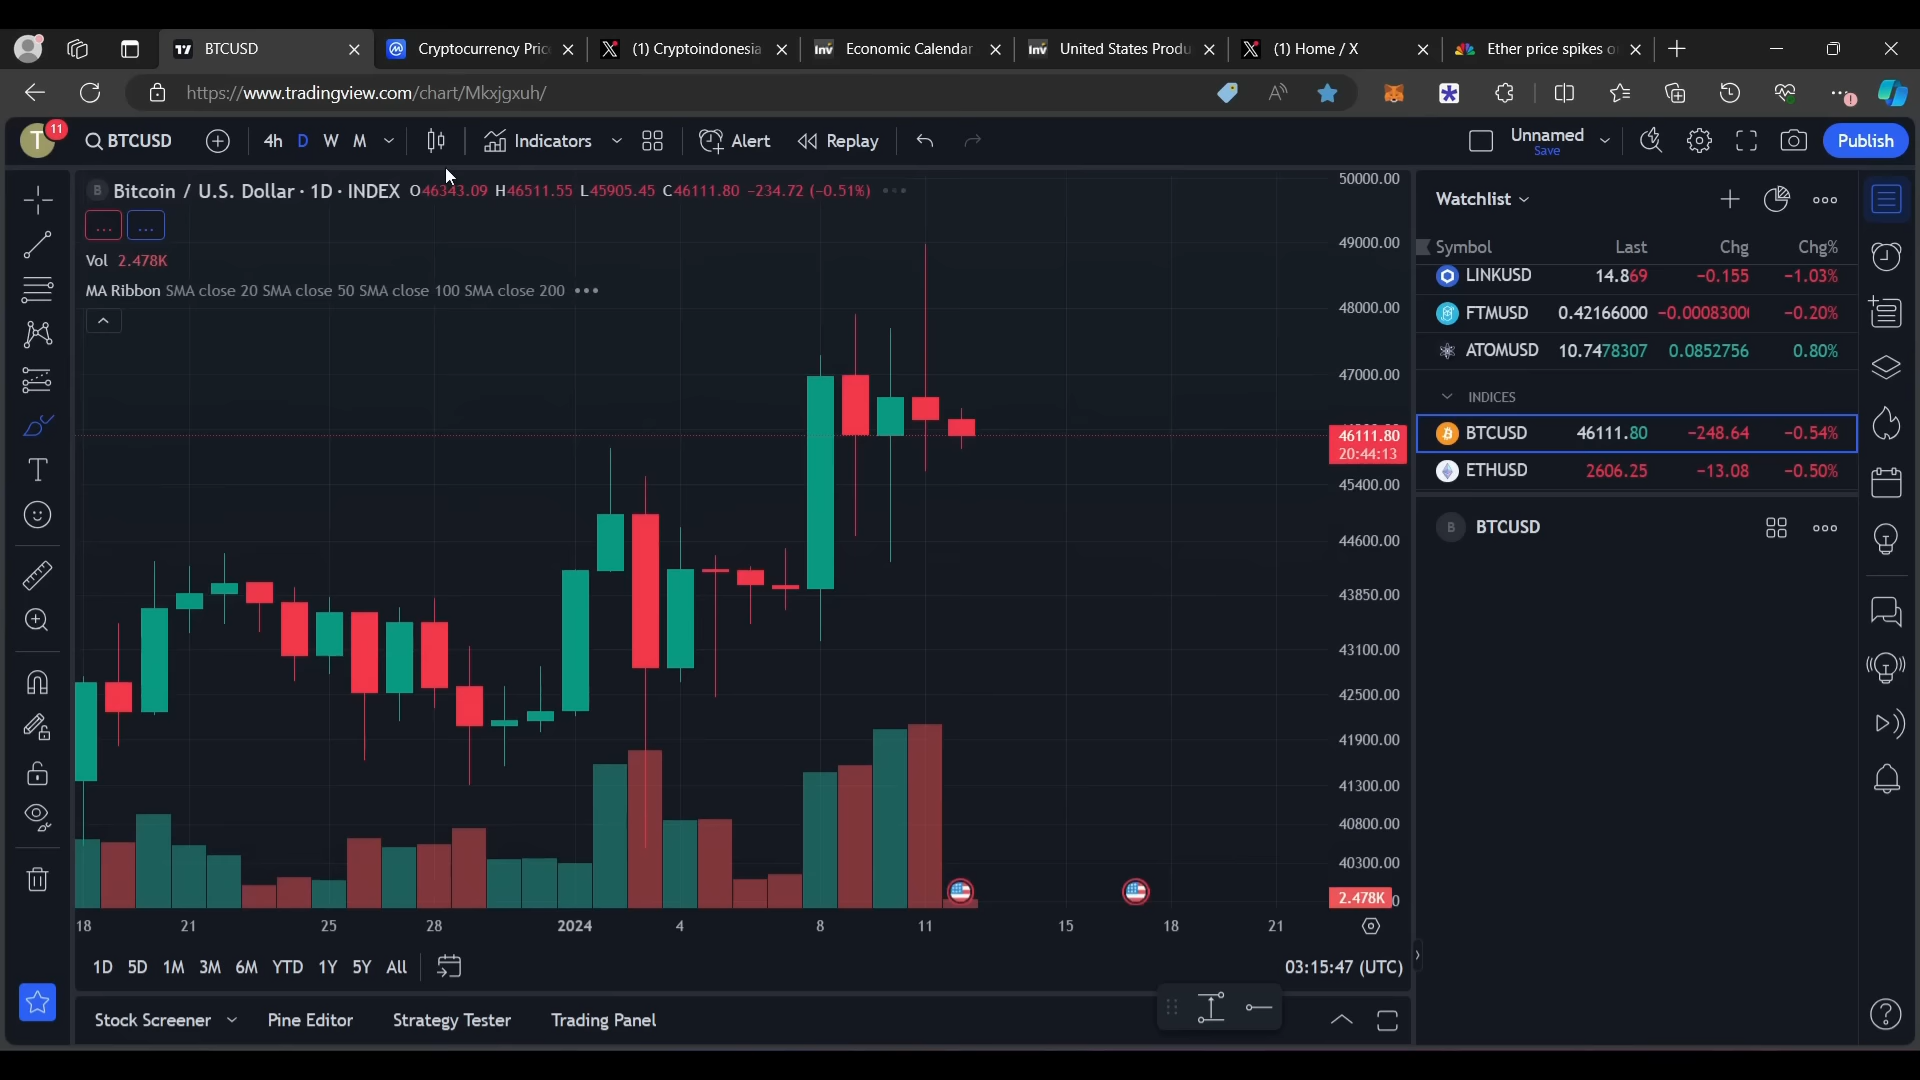 BTCUSD
Cryptocurrency Pric
(1) Cryptoindonesia
Inv Economic Calendar
Inv United States Produ
(1) Home / X
Ether price spikes o
https://www.tradingview.com/chart/Mkxjgxuh/
T 11 BTCUSD 4h D W M Indicators Alert Replay Unnamed Save Publish
B Bitcoin / U.S. Dollar · 1D · INDEX O46343.09 H46511.55 L45905.45 C46111.80 −234.72 (−0.51%)
... ...
Vol 2.478K
MA Ribbon SMA close 20 SMA close 50 SMA close 100 SMA close 200
50000.00
49000.00
48000.00
47000.00
46111.80
20:44:13
45400.00
44600.00
43850.00
43100.00
42500.00
41900.00
41300.00
40800.00
40300.00
2.478K
18 21 25 28 2024 4 8 11 15 18 21
1D 5D 1M 3M 6M YTD 1Y 5Y All 03:15:47 (UTC)
Stock Screener Pine Editor Strategy Tester Trading Panel
Watchlist
Symbol Last Chg Chg%
LINKUSD 14.869 −0.155 −1.03%
FTMUSD 0.42166000 −0.0008300 −0.20%
ATOMUSD 10.7478307 0.0852756 0.80%
INDICES
BTCUSD 46111.80 −248.64 −0.54%
ETHUSD 2606.25 −13.08 −0.50%
B BTCUSD